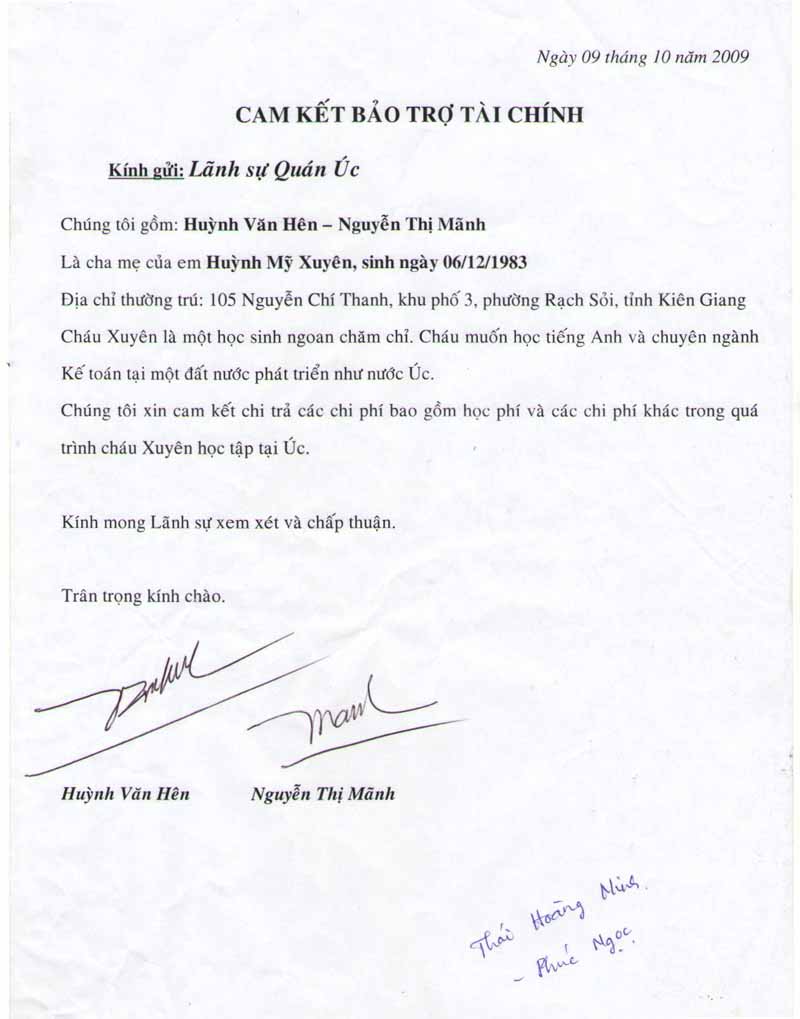 Ngày 09 tháng 10 năm 2009
CAM KẾT BẢO TRỢ TÀI CHÍNH
Kính gửi: Lãnh sự Quán Úc
Chúng tôi gồm: Huỳnh Văn Hên – Nguyễn Thị Mãnh
Là cha mẹ của em Huỳnh Mỹ Xuyên, sinh ngày 06/12/1983
Địa chỉ thường trú: 105 Nguyễn Chí Thanh, khu phố 3, phường Rạch Sỏi, tỉnh Kiên Giang
Cháu Xuyên là một học sinh ngoan chăm chỉ. Cháu muốn học tiếng Anh và chuyên ngành
Kế toán tại một đất nước phát triển như nước Úc.
Chúng tôi xin cam kết chi trả các chi phí bao gồm học phí và các chi phí khác trong quá
trình cháu Xuyên học tập tại Úc.
Kính mong Lãnh sự xem xét và chấp thuận.
Trân trọng kính chào.
Huỳnh Văn Hên Nguyễn Thị Mãnh
Thái Hoàng Minh.
- Phúc Ngọc